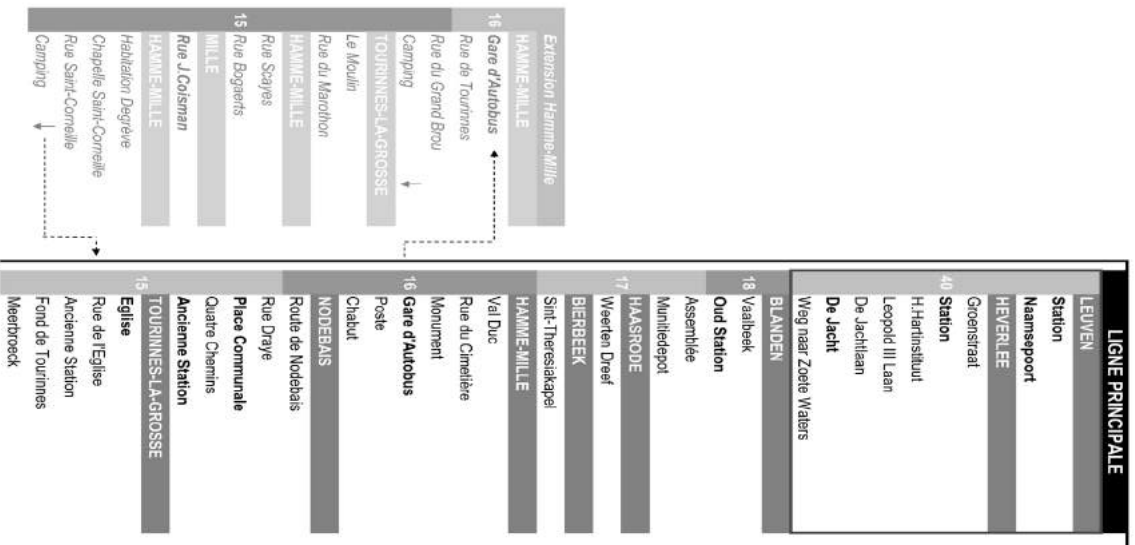 LIGNE PRINCIPALE
LEUVEN
Station
Naamsepoort
HEVERLEE
Groenstraat
40 Station
H.Hartinstituut
Leopold III Laan
De Jachtlaan
De Jacht
Weg naar Zoete Waters
BLANDEN
18 Vaalbeek
Oud Station
Assemblée
Munitiedepot
HAASRODE
17 Weerten Dreef
BIERBEEK
Sint-Theresiakapel
HAMME-MILLE
Val Duc
Rue du Cimetière
Monument
16 Gare d'Autobus
Poste
Chabut
NODEBAIS
Route de Nodebais
Rue Draye
Place Communale
Quatre Chemins
Ancienne Station
15 TOURINNES-LA-GROSSE
Eglise
Rue de l'Eglise
Ancienne Station
Fond de Tourinnes
Meerbroeck
Extension Hamme-Mille
HAMME-MILLE
16 Gare d'Autobus
Rue de Tourinnes
Rue du Grand Brou
Camping
TOURINNES-LA-GROSSE
Le Moulin
Rue du Marothon
HAMME-MILLE
Rue Scayes
15 Rue Bogaerts
MILLE
Rue J.Coisman
HAMME-MILLE
Habitation Degrève
Chapelle Saint-Corneille
Rue Saint-Corneille
Camping